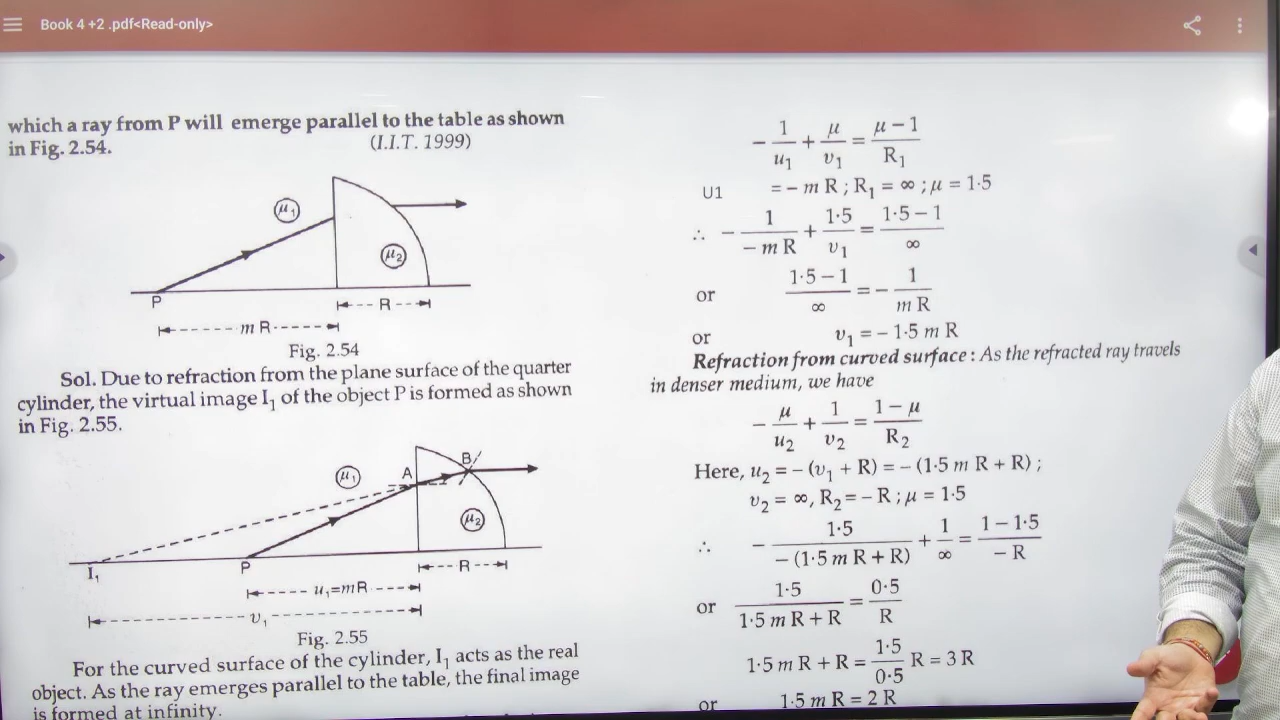 Book 4 +2 .pdf<Read-only>
which a ray from P will emerge parallel to the table as shown
in Fig. 2.54.
(I.I.T. 1999)
μ₁
μ₂
P
R
m R
Fig. 2.54
Sol. Due to refraction from the plane surface of the quarter
cylinder, the virtual image I₁ of the object P is formed as shown
in Fig. 2.55.
μ₁
A
B
μ₂
I₁
P
R
u₁=mR
υ₁
Fig. 2.55
For the curved surface of the cylinder, I₁ acts as the real
object. As the ray emerges parallel to the table, the final image
is formed at infinity.
− 1/u₁ + μ/υ₁ = μ − 1/R₁
U1 = − m R ; R₁ = ∞ ; μ = 1·5
∴ − 1/− m R + 1·5/υ₁ = 1·5 − 1/∞
or 1·5 − 1/∞ = − 1/m R
or υ₁ = − 1·5 m R
Refraction from curved surface : As the refracted ray travels
in denser medium, we have
− μ/u₂ + 1/υ₂ = 1 − μ/R₂
Here, u₂ = − (υ₁ + R) = − (1·5 m R + R) ;
υ₂ = ∞, R₂ = − R ; μ = 1·5
∴ − 1·5/− (1·5 m R + R) + 1/∞ = 1 − 1·5/− R
or 1·5/1·5 m R + R = 0·5/R
1·5 m R + R = 1·5/0·5 R = 3 R
or 1·5 m R = 2 R